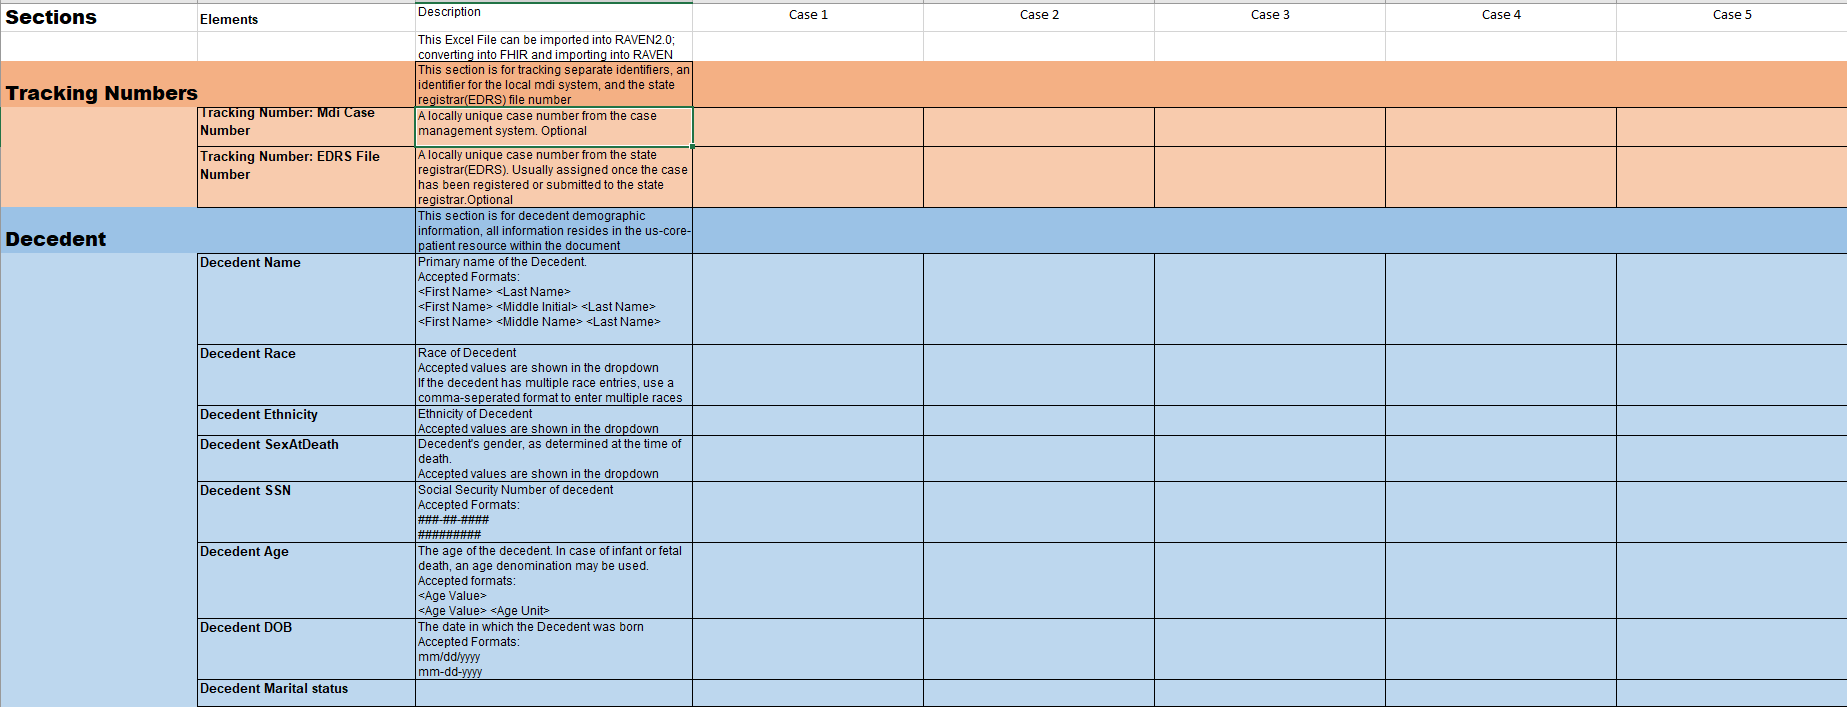 Sections
Elements
Description
Case 1
Case 2
Case 3
Case 4
Case 5
This Excel File can be imported into RAVEN2.0;
converting into FHIR and importing into RAVEN
Tracking Numbers
This section is for tracking separate identifiers, an
identifier for the local mdi system, and the state
registrar(EDRS) file number
Tracking Number: Mdi Case
Number
A locally unique case number from the case
management system. Optional
Tracking Number: EDRS File
Number
A locally unique case number from the state
registrar(EDRS). Usually assigned once the case
has been registered or submitted to the state
registrar.Optional
Decedent
This section is for decedent demographic
information, all information resides in the us-core-
patient resource within the document
Decedent Name
Primary name of the Decedent.
Accepted Formats:
<First Name> <Last Name>
<First Name> <Middle Initial> <Last Name>
<First Name> <Middle Name> <Last Name>
Decedent Race
Race of Decedent
Accepted values are shown in the dropdown
If the decedent has multiple race entries, use a
comma-seperated format to enter multiple races
Decedent Ethnicity
Ethnicity of Decedent
Accepted values are shown in the dropdown
Decedent SexAtDeath
Decedent's gender, as determined at the time of
death.
Accepted values are shown in the dropdown
Decedent SSN
Social Security Number of decedent
Accepted Formats:
###-##-####
#########
Decedent Age
The age of the decedent. In case of infant or fetal
death, an age denomination may be used.
Accepted formats:
<Age Value>
<Age Value> <Age Unit>
Decedent DOB
The date in which the Decedent was born
Accepted Formats:
mm/dd/yyyy
mm-dd-yyyy
Decedent Marital status